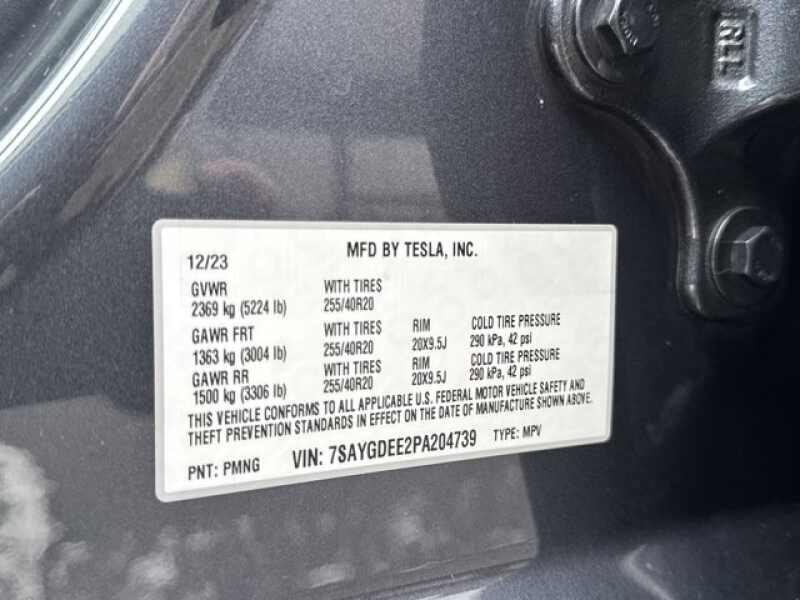 RLL
MFD BY TESLA, INC.
12/23
GVWR WITH TIRES
2369 kg (5224 lb) 255/40R20
GAWR FRT WITH TIRES RIM COLD TIRE PRESSURE
1363 kg (3004 lb) 255/40R20 20X9.5J 290 kPa, 42 psi
GAWR RR WITH TIRES RIM COLD TIRE PRESSURE
1500 kg (3306 lb) 255/40R20 20X9.5J 290 kPa, 42 psi
THIS VEHICLE CONFORMS TO ALL APPLICABLE U.S. FEDERAL MOTOR VEHICLE SAFETY AND
THEFT PREVENTION STANDARDS IN EFFECT ON THE DATE OF MANUFACTURE SHOWN ABOVE.
PNT: PMNG VIN: 7SAYGDEE2PA204739 TYPE: MPV